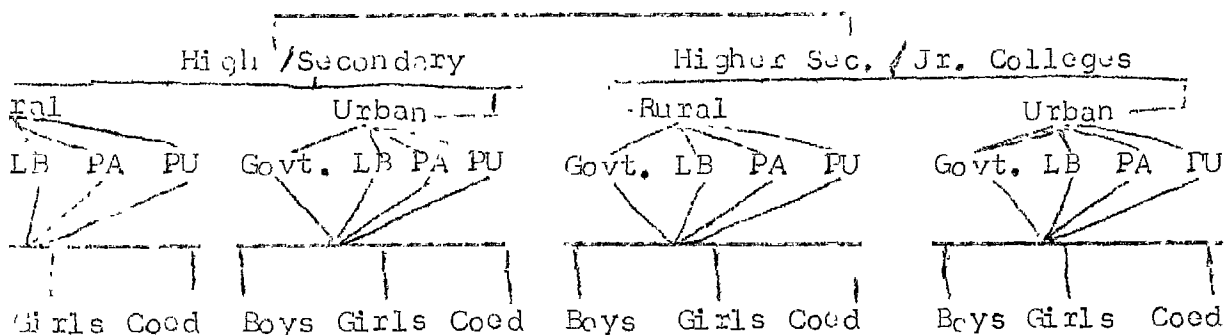 High/Secondary Higher Sec./Jr. Colleges
ral Urban Rural Urban
LB PA PU Govt. LB PA PU Govt. LB PA PU Govt. LB PA PU
Girls Coed Boys Girls Coed Boys Girls Coed Boys Girls Coed